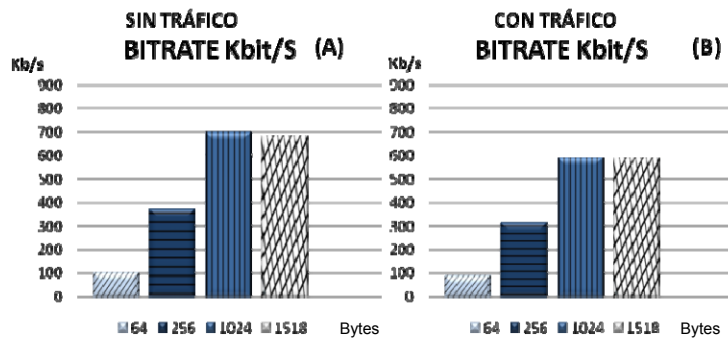 SIN TRÁFICO
BITRATE Kbit/S (A)
Kb/s
900
800
700
600
500
400
300
200
100
0
64 256 1024 1518 Bytes
CON TRÁFICO
BITRATE Kbit/S (B)
Kb/s
900
800
700
600
500
400
300
200
100
0
64 256 1024 1518 Bytes